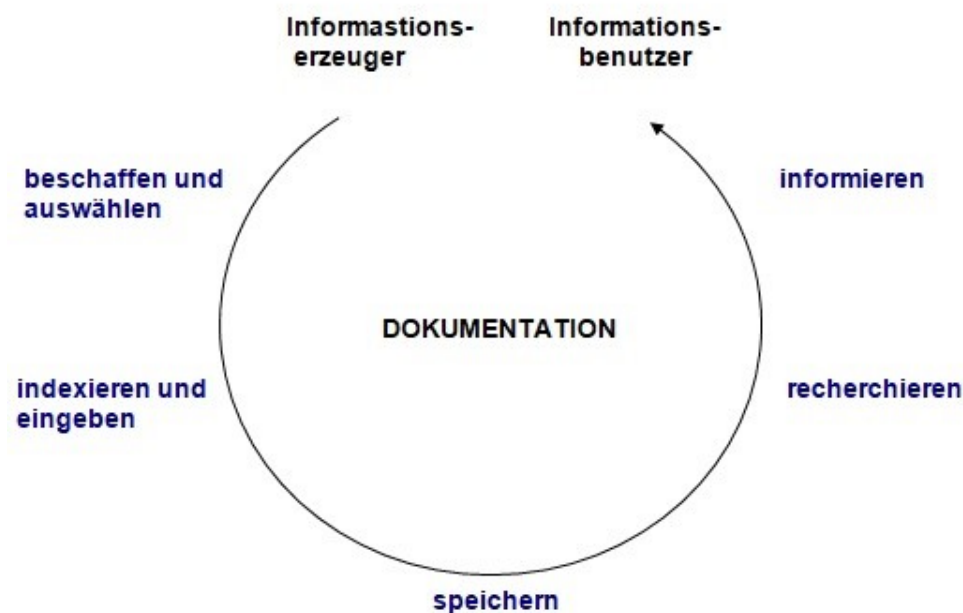 Informastions-
erzeuger
Informations-
benutzer
beschaffen und
auswählen
informieren
DOKUMENTATION
indexieren und
eingeben
recherchieren
speichern